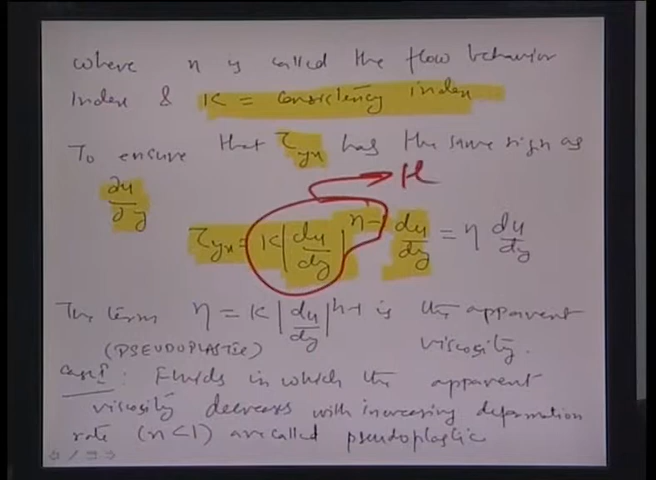 where n is called the flow behavior
Index & K = consistency index
To ensure that τyx has the same sign as
∂u/∂y
μ
τyx = K|du/dy|^n-1 du/dy = η du/dy
The term η = K|du/dy|^n-1 is the apparent
(PSEUDOPLASTIC) viscosity.
Case I: Fluids in which the apparent
viscosity decreases with increasing deformation
rate (n<1) are called pseudoplastic